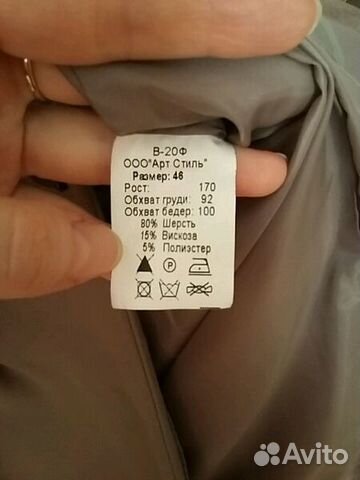 В-20Ф
ООО"Арт Стиль"
Размер: 46
Рост: 170
Обхват груди: 92
Обхват бедер: 100
80% Шерсть
15% Вискоза
5% Полиэстер
P
Avito